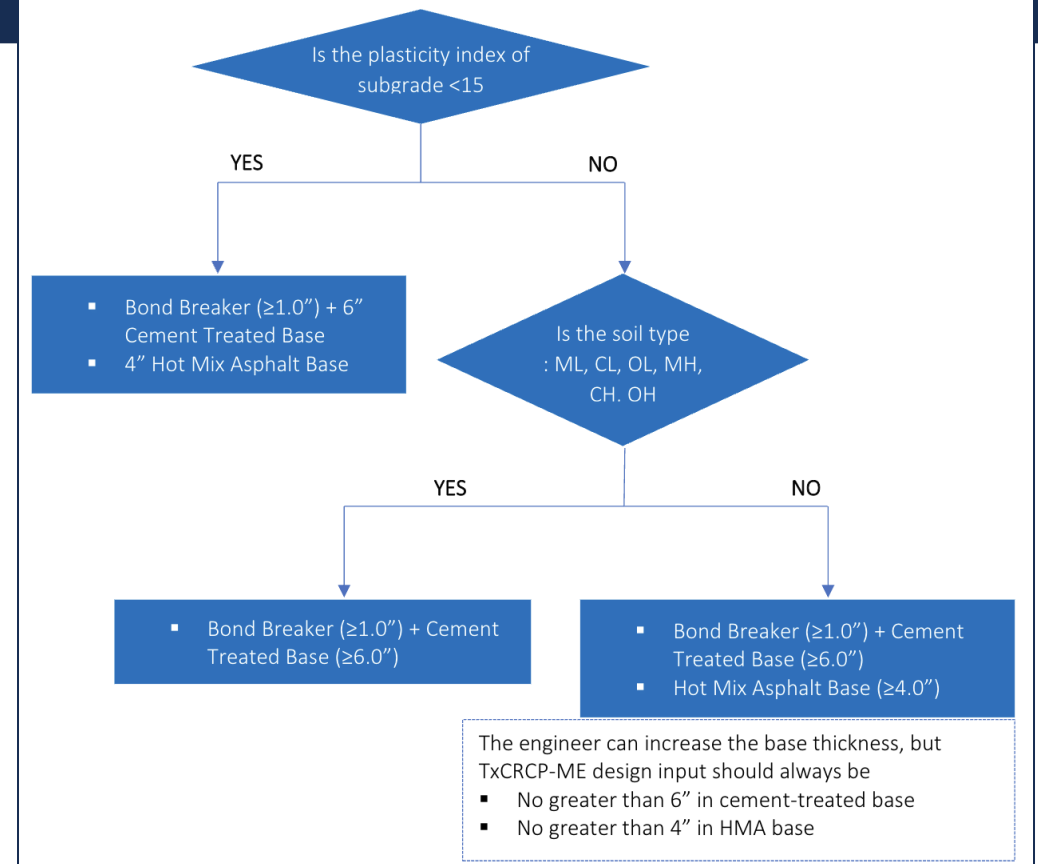 Is the plasticity index of
subgrade <15
YES
NO
▪ Bond Breaker (≥1.0”) + 6”
Cement Treated Base
▪ 4” Hot Mix Asphalt Base
Is the soil type
: ML, CL, OL, MH,
CH. OH
YES
NO
▪ Bond Breaker (≥1.0”) + Cement
Treated Base (≥6.0”)
▪ Bond Breaker (≥1.0”) + Cement
Treated Base (≥6.0”)
▪ Hot Mix Asphalt Base (≥4.0”)
The engineer can increase the base thickness, but
TxCRCP-ME design input should always be
▪ No greater than 6” in cement-treated base
▪ No greater than 4” in HMA base